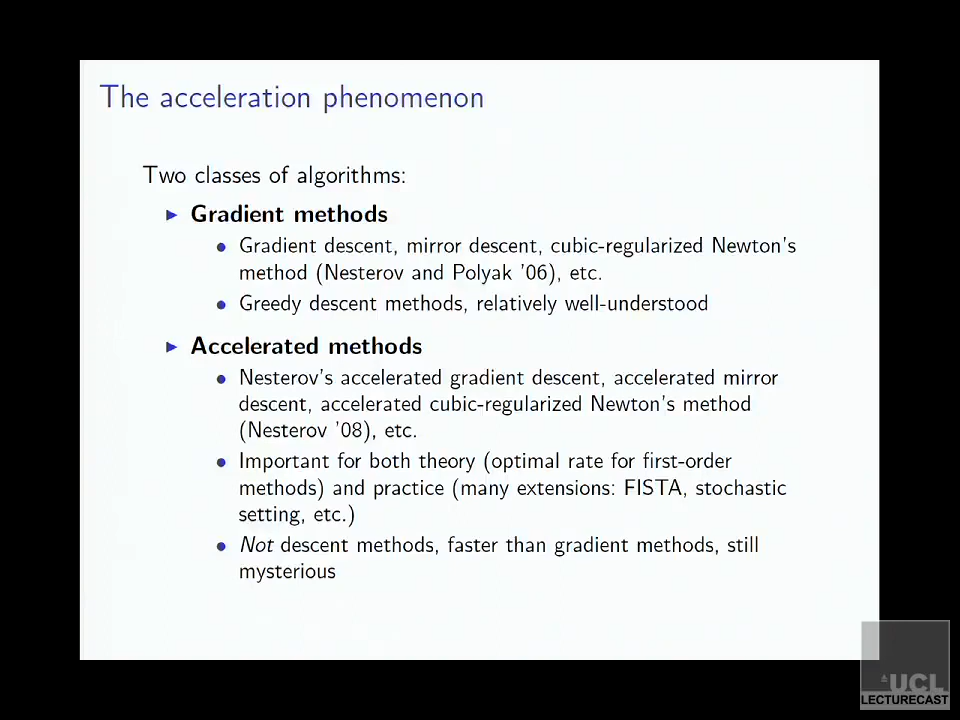 The acceleration phenomenon
Two classes of algorithms:
▶ Gradient methods
• Gradient descent, mirror descent, cubic-regularized Newton's
method (Nesterov and Polyak '06), etc.
• Greedy descent methods, relatively well-understood
▶ Accelerated methods
• Nesterov's accelerated gradient descent, accelerated mirror
descent, accelerated cubic-regularized Newton's method
(Nesterov '08), etc.
• Important for both theory (optimal rate for first-order
methods) and practice (many extensions: FISTA, stochastic
setting, etc.)
• Not descent methods, faster than gradient methods, still
mysterious
UCL
LECTURECAST